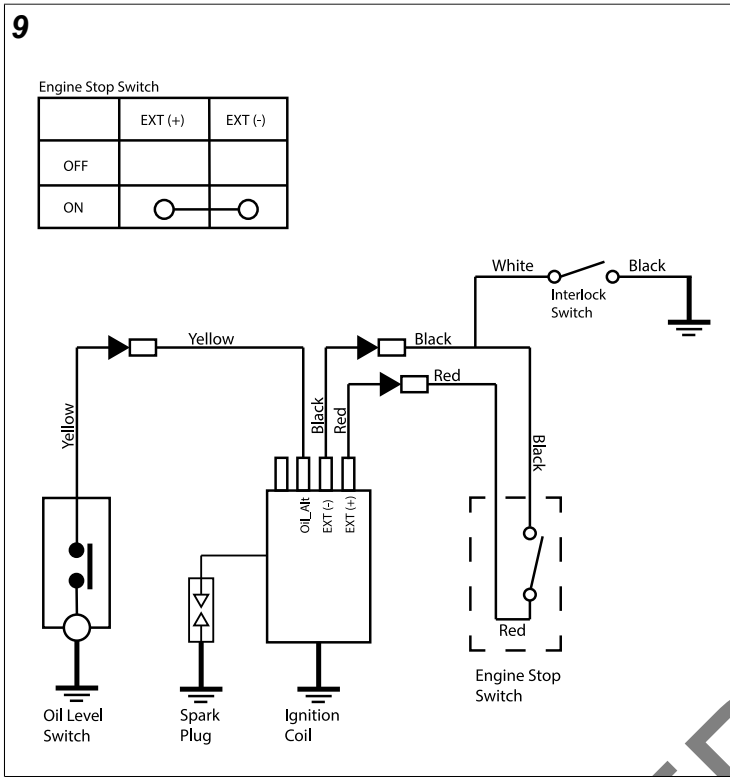 9
Engine Stop Switch
EXT (+) EXT (-)
OFF
ON
White
Black
Interlock
Switch
Yellow
Black
Red
Yellow
Black
Red
Black
Oil_Alt
EXT (-)
EXT (+)
Red
Engine Stop
Switch
Oil Level
Switch
Spark
Plug
Ignition
Coil